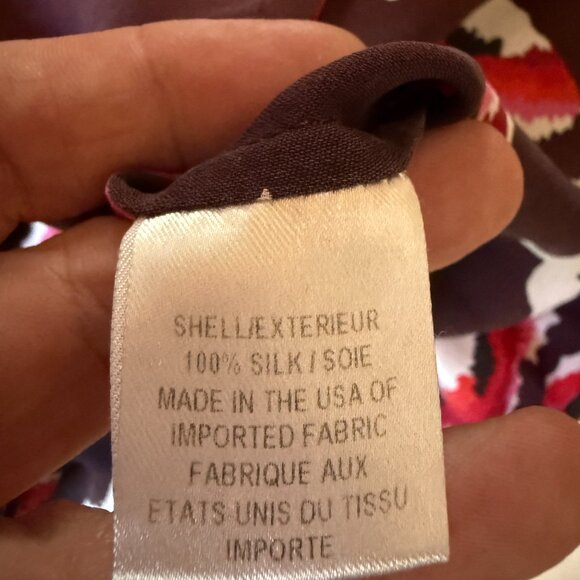 SHELL/EXTERIEUR
100% SILK / SOIE
MADE IN THE USA OF
IMPORTED FABRIC
FABRIQUE AUX
ETATS UNIS DU TISSU
IMPORTE